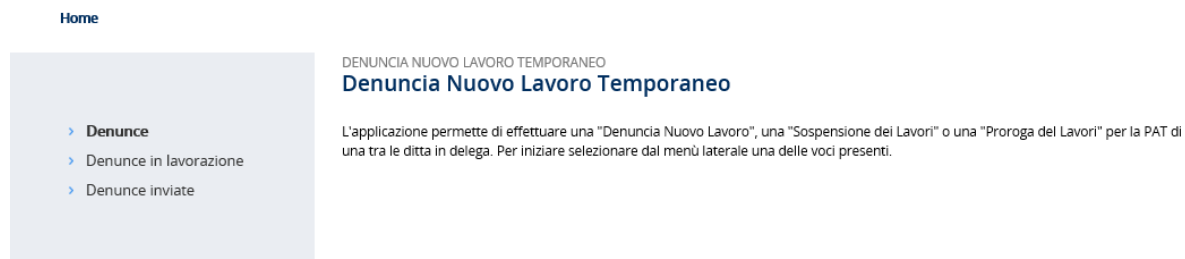 Home
DENUNCIA NUOVO LAVORO TEMPORANEO
Denuncia Nuovo Lavoro Temporaneo
Denunce
Denunce in lavorazione
Denunce inviate
L'applicazione permette di effettuare una "Denuncia Nuovo Lavoro", una "Sospensione dei Lavori" o una "Proroga del Lavori" per la PAT di
una tra le ditta in delega. Per iniziare selezionare dal menù laterale una delle voci presenti.